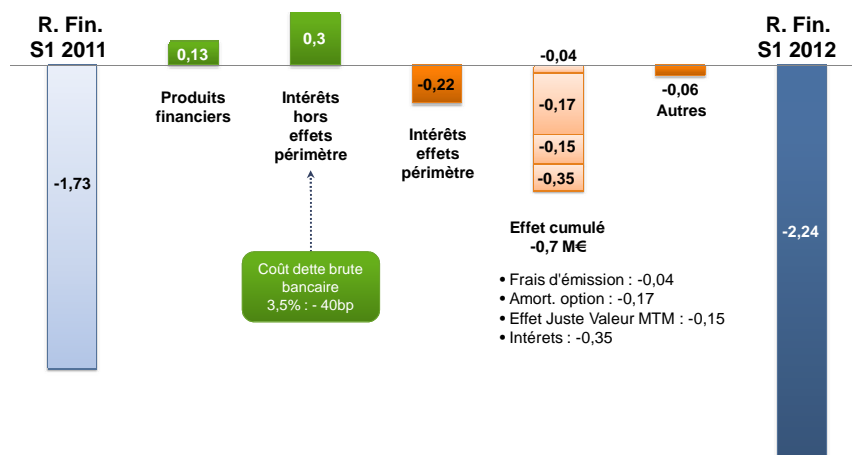 R. Fin.
S1 2011
-1,73
0,13
Produits
financiers
0,3
Intérêts
hors
effets
périmètre
Coût dette brute
bancaire
3,5% : - 40bp
-0,22
Intérêts
effets
périmètre
-0,04
-0,17
-0,15
-0,35
Effet cumulé
-0,7 M€
• Frais d'émission : -0,04
• Amort. option : -0,17
• Effet Juste Valeur MTM : -0,15
• Intérets : -0,35
-0,06
Autres
R. Fin.
S1 2012
-2,24